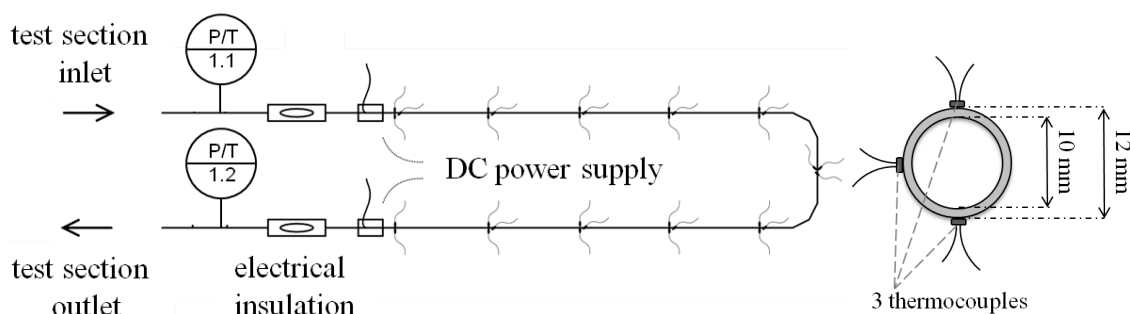 test section
inlet
P/T
1.1
P/T
1.2
DC power supply
test section
outlet
electrical
insulation
10 mm
12 mm
3 thermocouples